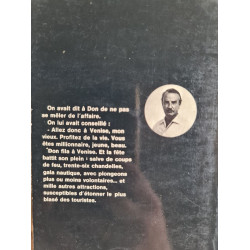 On avait dit à Don de ne pas
se mêler de l'affaire.
On lui avait conseillé :
- Allez donc à Venise, mon
vieux. Profitez de la vie. Vous
êtes millionnaire, jeune, beau.
Don fila à Venise. Et la fête
battit son plein : salve de coups
de feu, trente-six chandelles,
gala nautique, avec plongeons
plus ou moins volontaires... et
mille autres attractions,
susceptibles d'étonner le plus
blasé des touristes.